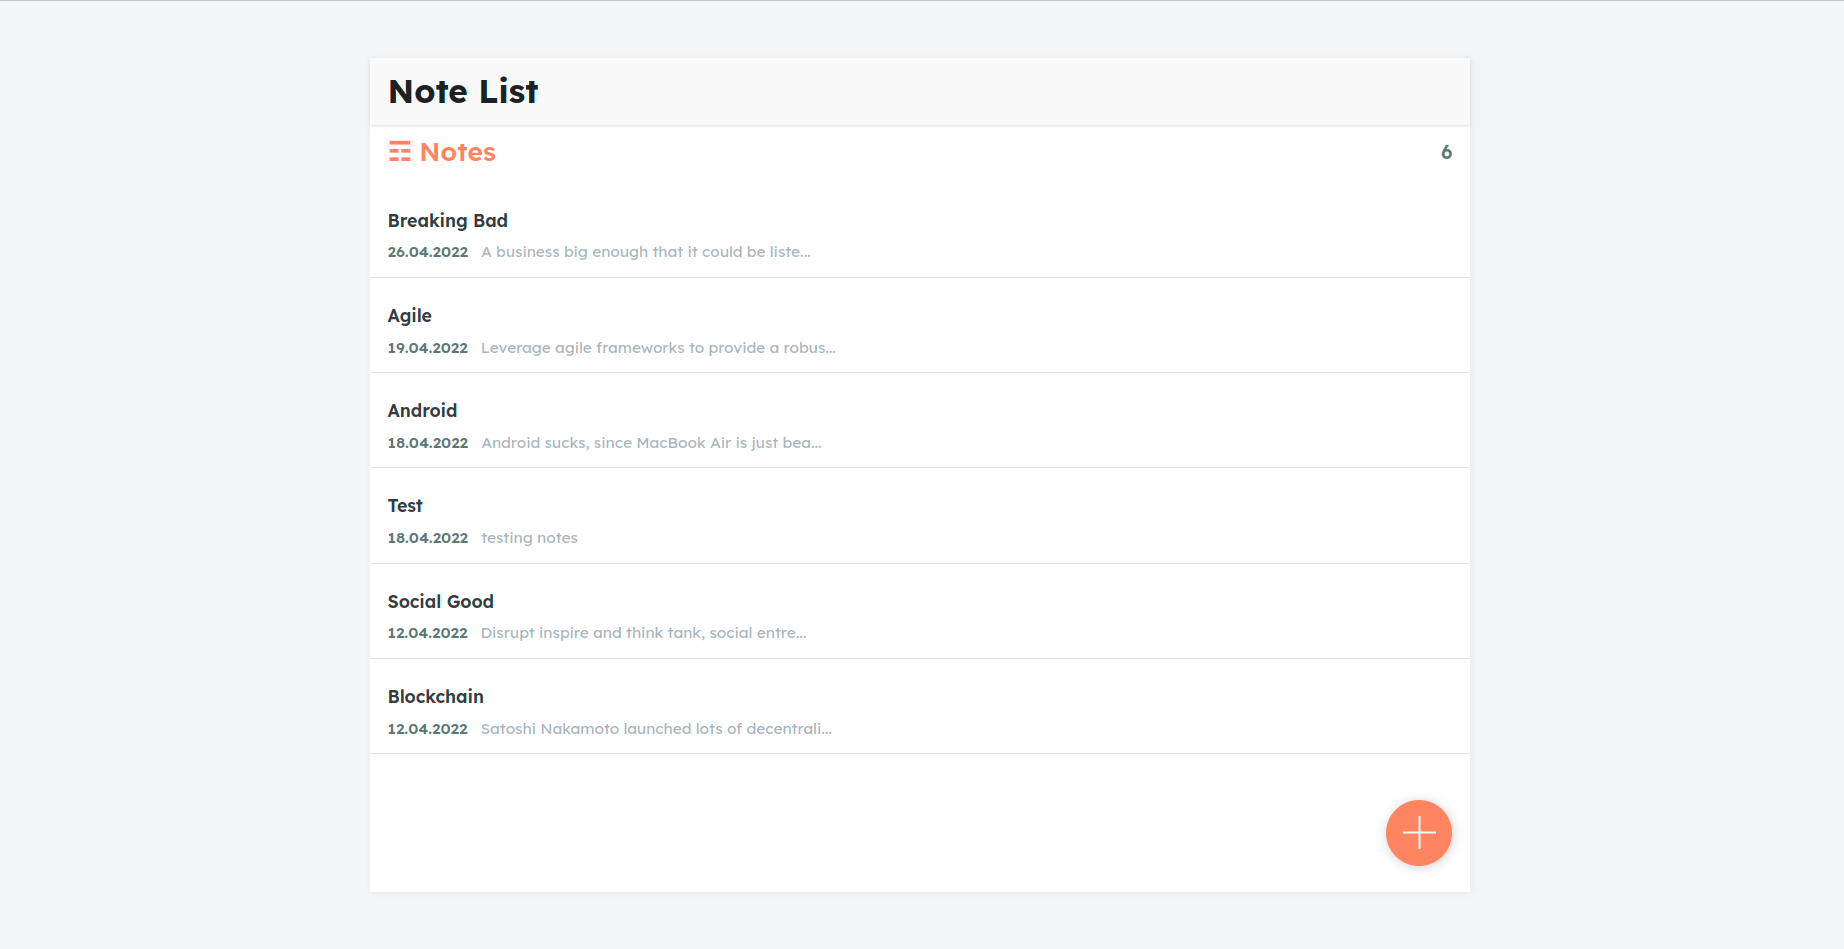 Note List
☶ Notes 6
Breaking Bad
26.04.2022 A business big enough that it could be liste...
Agile
19.04.2022 Leverage agile frameworks to provide a robus...
Android
18.04.2022 Android sucks, since MacBook Air is just bea...
Test
18.04.2022 testing notes
Social Good
12.04.2022 Disrupt inspire and think tank, social entre...
Blockchain
12.04.2022 Satoshi Nakamoto launched lots of decentrali...